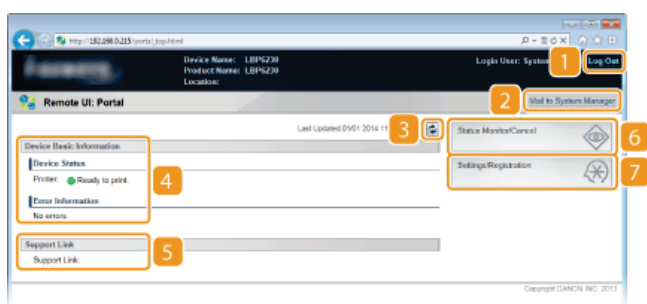 http://192.168.0.215/portal_top.html
Device Name: LBP6230
Product Name: LBP6230
Location:
Login User: System
1
Log Out
Remote UI: Portal
2
Mail to System Manager
Last Updated:01/01 2014 11
3
Device Basic Information
Device Status
Printer: Ready to print.
4
Error Information
No errors.
Support Link
Support Link:
5
Status Monitor/Cancel
6
Settings/Registration
7
Copyright CANON INC. 2013